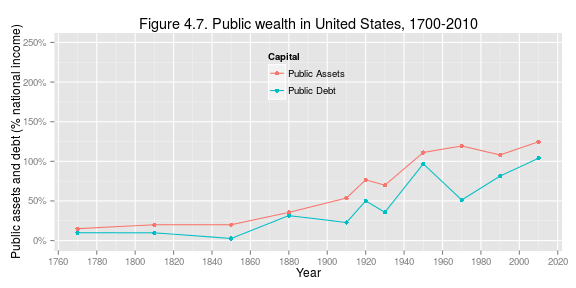 Figure 4.7. Public wealth in United States, 1700-2010
Public assets and debt (% national income)
250%
200%
150%
100%
50%
0%
Capital
Public Assets
Public Debt
1760 1780 1800 1820 1840 1860 1880 1900 1920 1940 1960 1980 2000 2020
Year